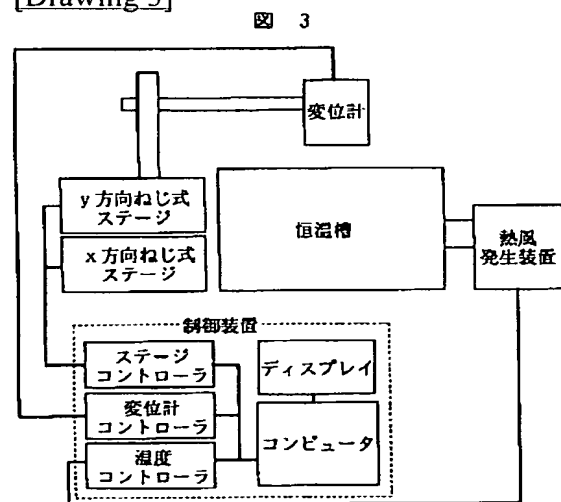 [Drawing 3]
図 3
変位計
y方向ねじ式
ステージ
x方向ねじ式
ステージ
恒温槽
熱風
発生装置
制御装置
ステージ
コントローラ
変位計
コントローラ
温度
コントローラ
ディスプレイ
コンピュータ